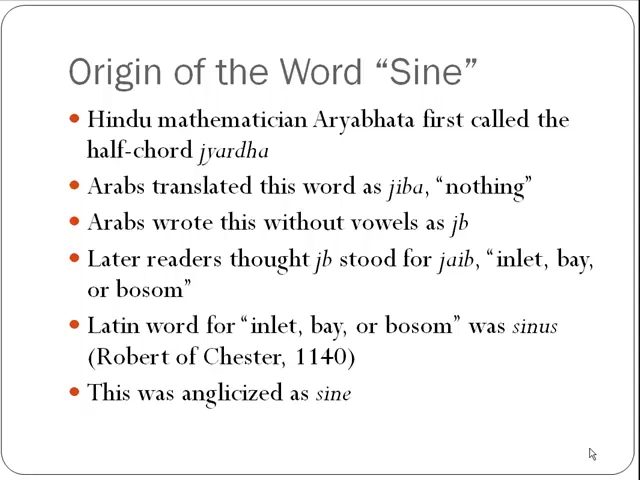 Origin of the Word “Sine”
• Hindu mathematician Aryabhata first called the
half-chord jyardha
• Arabs translated this word as jiba, “nothing”
• Arabs wrote this without vowels as jb
• Later readers thought jb stood for jaib, “inlet, bay,
or bosom”
• Latin word for “inlet, bay, or bosom” was sinus
(Robert of Chester, 1140)
• This was anglicized as sine